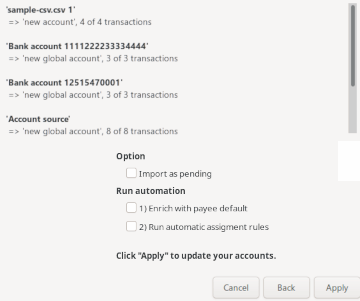 'sample-csv.csv 1'
=> 'new account', 4 of 4 transactions
'Bank account 1111222233334444'
=> 'new global account', 3 of 3 transactions
'Bank account 12515470001'
=> 'new global account', 3 of 3 transactions
'Account source'
=> 'new global account', 8 of 8 transactions
Option
Import as pending
Run automation
1) Enrich with payee default
2) Run automatic assigment rules
Click "Apply" to update your accounts.
Cancel Back Apply